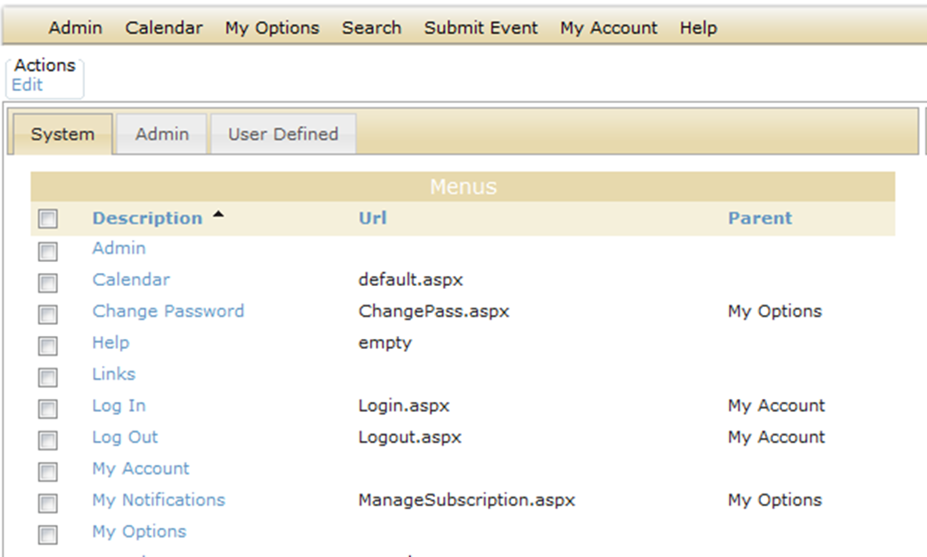 Admin Calendar My Options Search Submit Event My Account Help
Actions
Edit
System Admin User Defined
Menus
Description Url Parent
Admin
Calendar default.aspx
Change Password ChangePass.aspx My Options
Help empty
Links
Log In Login.aspx My Account
Log Out Logout.aspx My Account
My Account
My Notifications ManageSubscription.aspx My Options
My Options